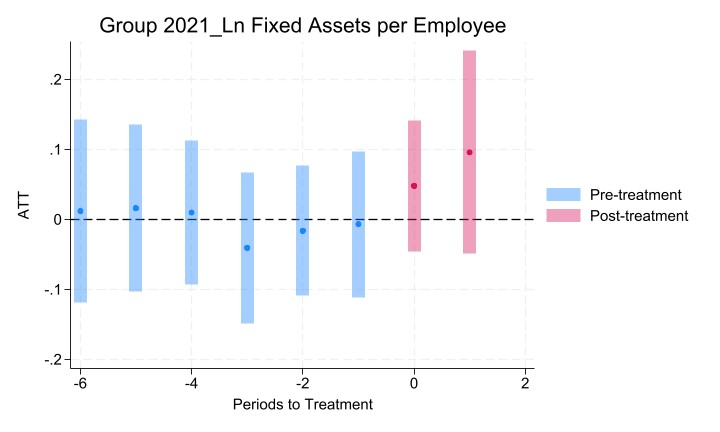 Group 2021_Ln Fixed Assets per Employee
.2
.1
0
-.1
-.2
ATT
-6
-4
-2
0
2
Periods to Treatment
Pre-treatment
Post-treatment